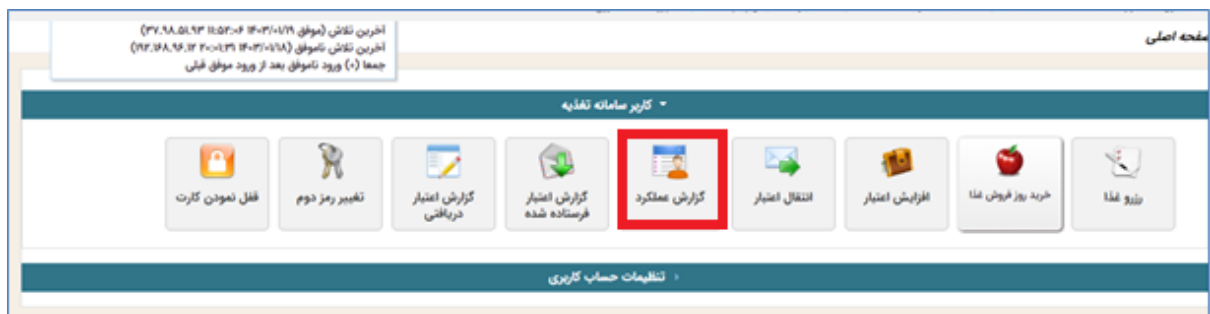 آخرین تلاش (موفق ۱۴۰۳/۰۱/۱۹ ۱۱:۵۲:۰۶ ۳۷.۹۸.۵۱.۹۳)
آخرین تلاش ناموفق (۱۴۰۳/۰۱/۱۸ ۲۰:۰۱:۳۱ ۱۹۲.۱۶۸.۹۶.۱۲)
جمعا (۰) ورود ناموفق بعد از ورود موفق قبلی
صفحه اصلی
کاربر سامانه تغذیه
رزرو غذا
خرید روز فروش غذا
افزایش اعتبار
انتقال اعتبار
گزارش عملکرد
گزارش اعتبار
فرستاده شده
گزارش اعتبار
دریافتی
تغییر رمز دوم
قفل نمودن کارت
تنظیمات حساب کاربری